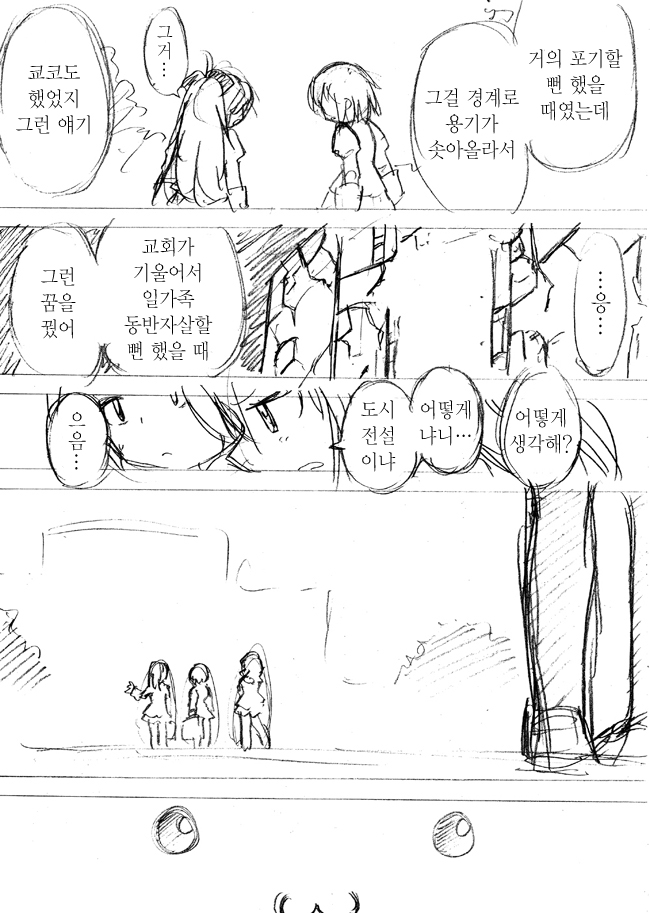 거의 포기할
뻔 했을
때였는데
그걸 경계로
용기가
솟아올라서
그
거…
쿄코도
했었지
그런 얘기
…응…
교회가
기울어서
일가족
동반자살할
뻔 했을 때
그런
꿈을
꿨어
어떻게
생각해?
어떻게
냐니…
도시
전설
이냐
으음…